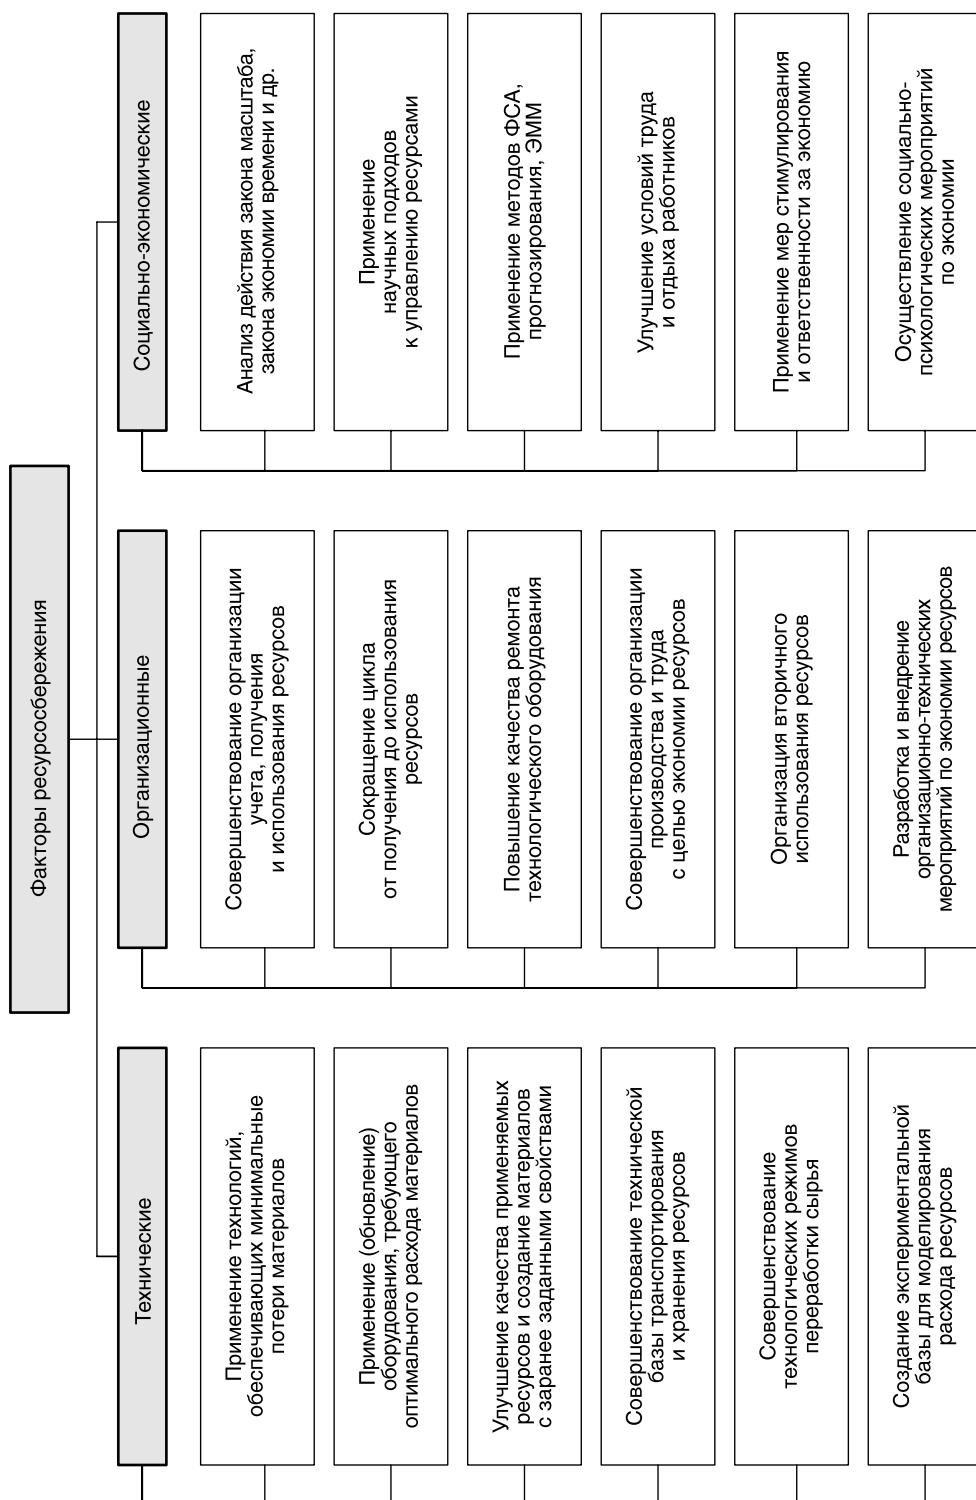 Факторы ресурсосбережения
Технические
Применение технологий,
обеспечивающих минимальные
потери материалов
Применение (обновление)
оборудования, требующего
оптимального расхода материалов
Улучшение качества применяемых
ресурсов и создание материалов
с заранее заданными свойствами
Совершенствование технической
базы транспортирования
и хранения ресурсов
Совершенствование
технологических режимов
переработки сырья
Создание экспериментальной
базы для моделирования
расхода ресурсов
Организационные
Совершенствование организации
учета, получения
и использования ресурсов
Сокращение цикла
от получения до использования
ресурсов
Повышение качества ремонта
технологического оборудования
Совершенствование организации
производства и труда
с целью экономии ресурсов
Организация вторичного
использования ресурсов
Разработка и внедрение
организационно-технических
мероприятий по экономии ресурсов
Социально-экономические
Анализ действия закона масштаба,
закона экономии времени и др.
Применение
научных подходов
к управлению ресурсами
Применение методов ФСА,
прогнозирования, ЭММ
Улучшение условий труда
и отдыха работников
Применение мер стимулирования
и ответственности за экономию
Осуществление социально-
психологических мероприятий
по экономии